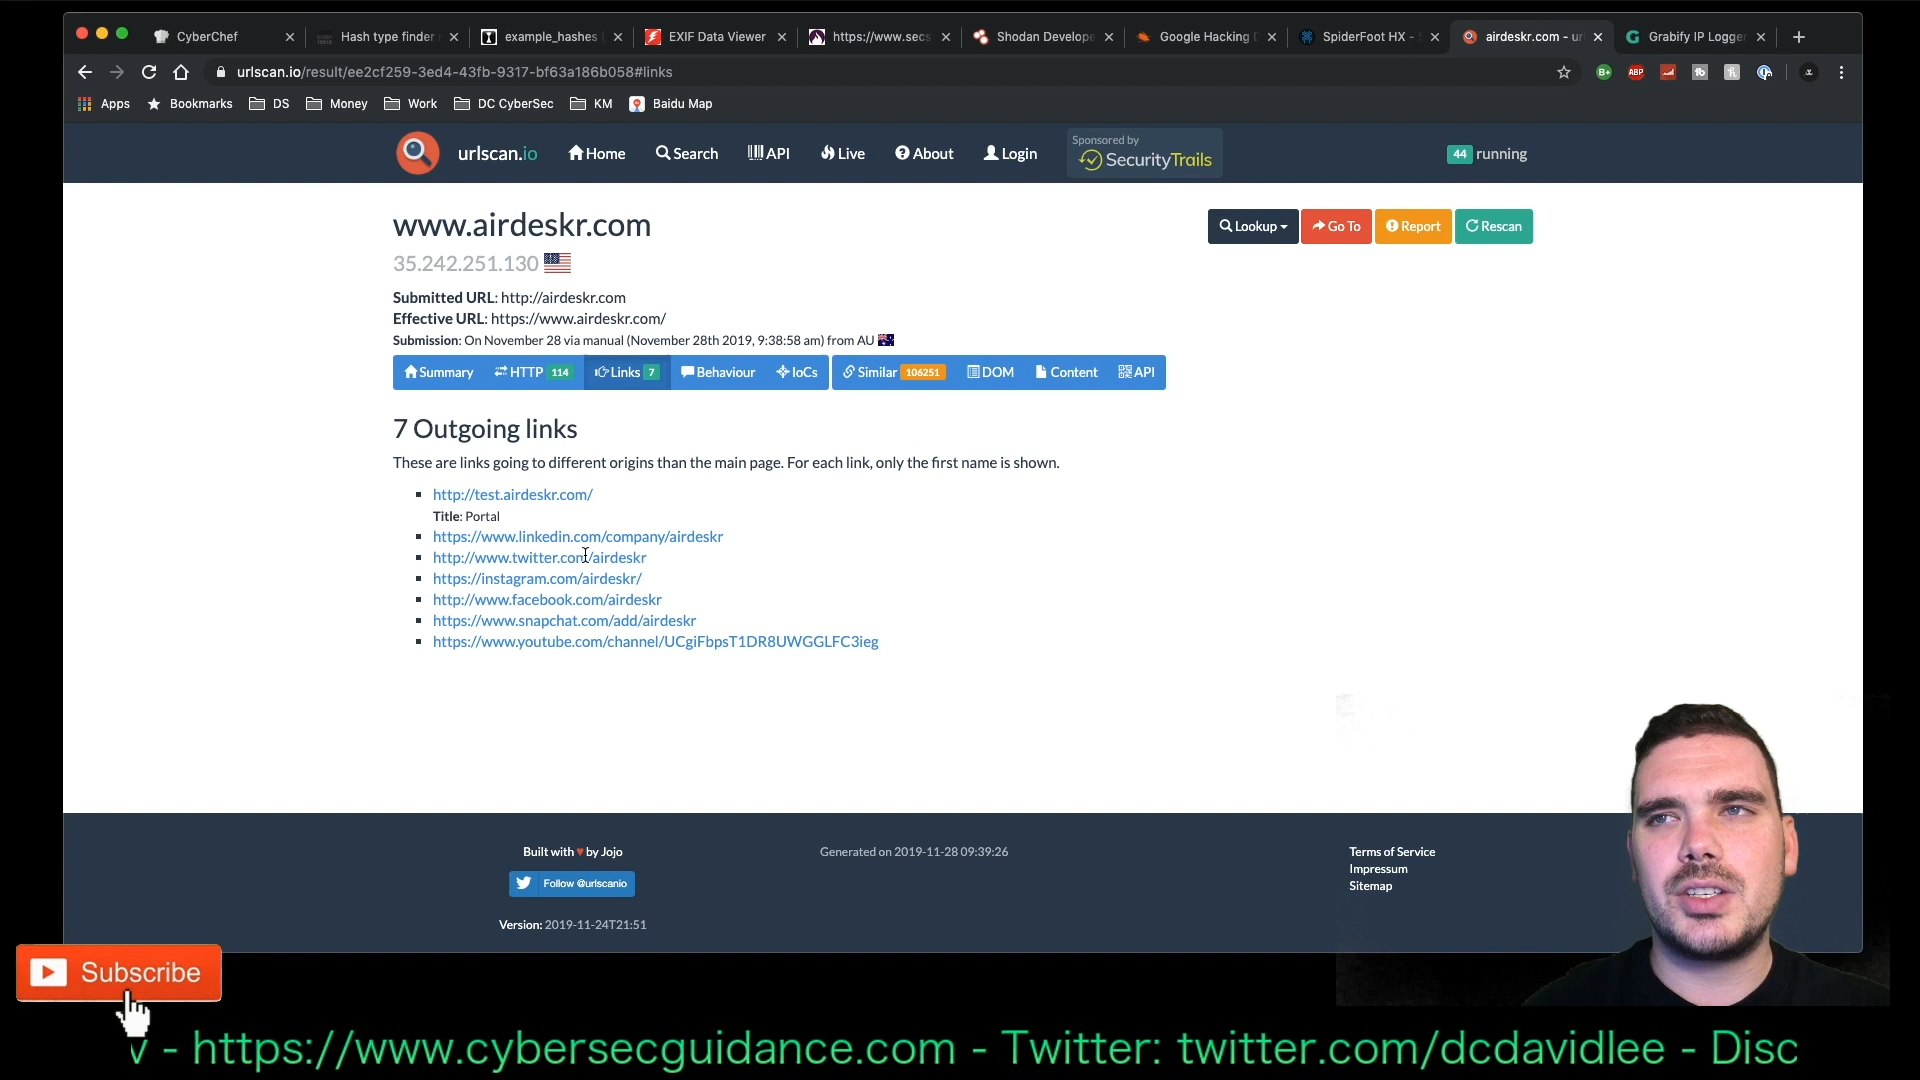 CyberChef
Hash type finder
example_hashes
EXIF Data Viewer
https://www.secs
Shodan Develope
Google Hacking D
SpiderFoot HX - S
airdeskr.com - ur
Grabify IP Logger
urlscan.io/result/ee2cf259-3ed4-43fb-9317-bf63a186b058#links
Apps
Bookmarks
DS
Money
Work
DC CyberSec
KM
Baidu Map
urlscan.io
Home
Search
API
Live
About
Login
Sponsored by
SecurityTrails
44 running
www.airdeskr.com
Lookup
Go To
Report
Rescan
35.242.251.130
Submitted URL: http://airdeskr.com
Effective URL: https://www.airdeskr.com/
Submission: On November 28 via manual (November 28th 2019, 9:38:58 am) from AU
Summary
HTTP 114
Links 7
Behaviour
IoCs
Similar 106251
DOM
Content
API
7 Outgoing links
These are links going to different origins than the main page. For each link, only the first name is shown.
http://test.airdeskr.com/
Title: Portal
https://www.linkedin.com/company/airdeskr
http://www.twitter.com/airdeskr
https://instagram.com/airdeskr/
http://www.facebook.com/airdeskr
https://www.snapchat.com/add/airdeskr
https://www.youtube.com/channel/UCgiFbpsT1DR8UWGGLFC3ieg
Built with ♥ by Jojo
Follow @urlscanio
Version: 2019-11-24T21:51
Generated on 2019-11-28 09:39:26
Terms of Service
Impressum
Sitemap
Subscribe
v - https://www.cybersecguidance.com - Twitter: twitter.com/dcdavidlee - Disc